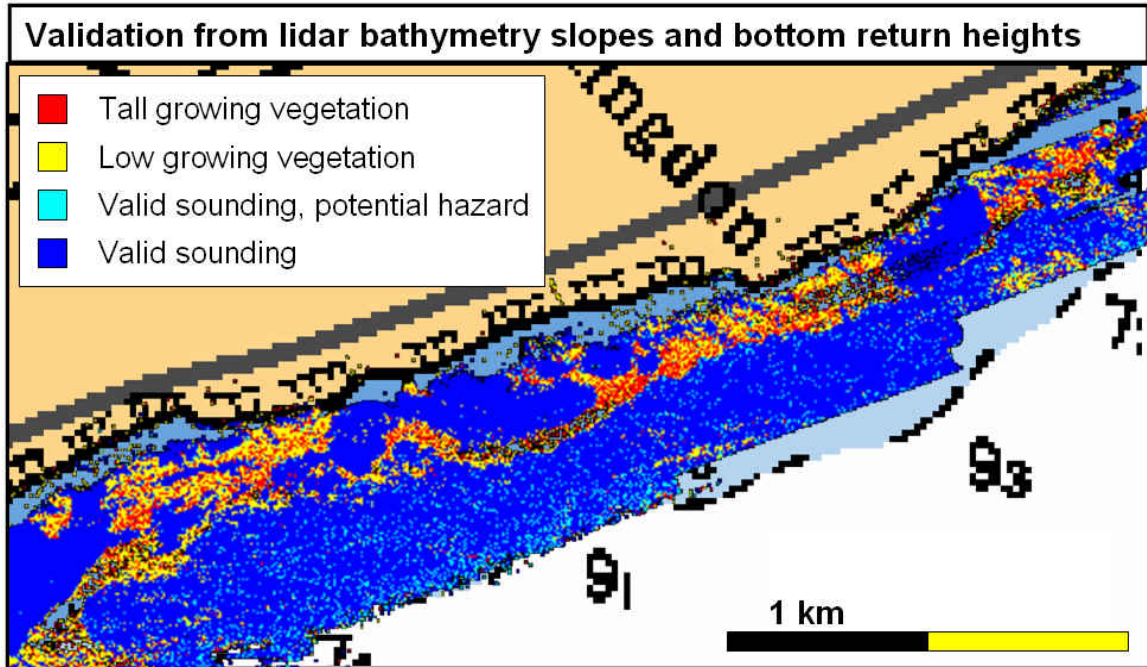 Validation from lidar bathymetry slopes and bottom return heights
Tall growing vegetation
Low growing vegetation
Valid sounding, potential hazard
Valid sounding
9₃
9₁
1 km